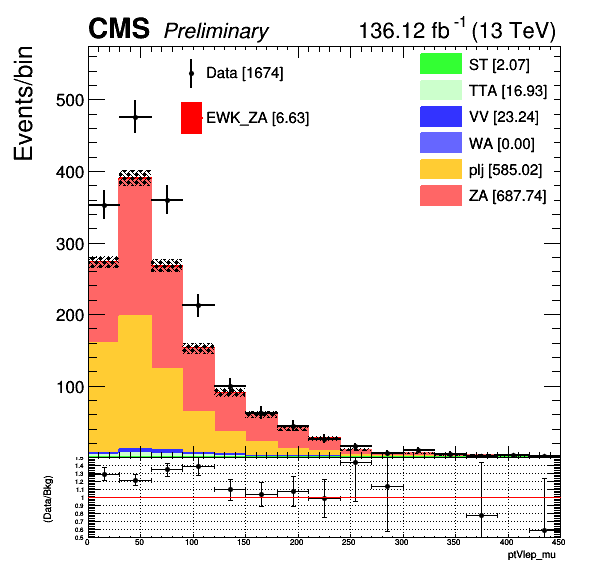 CMS Preliminary 136.12 fb⁻¹ (13 TeV)
Events/bin
500
400
300
200
100
Data [1674]
EWK_ZA [6.63]
ST [2.07]
TTA [16.93]
VV [23.24]
WA [0.00]
plj [585.02]
ZA [687.74]
(Data/Bkg)
1.5
1.4
1.3
1.2
1.1
1
0.9
0.8
0.7
0.6
0.5
0 50 100 150 200 250 300 350 400 450
ptVlep_mu